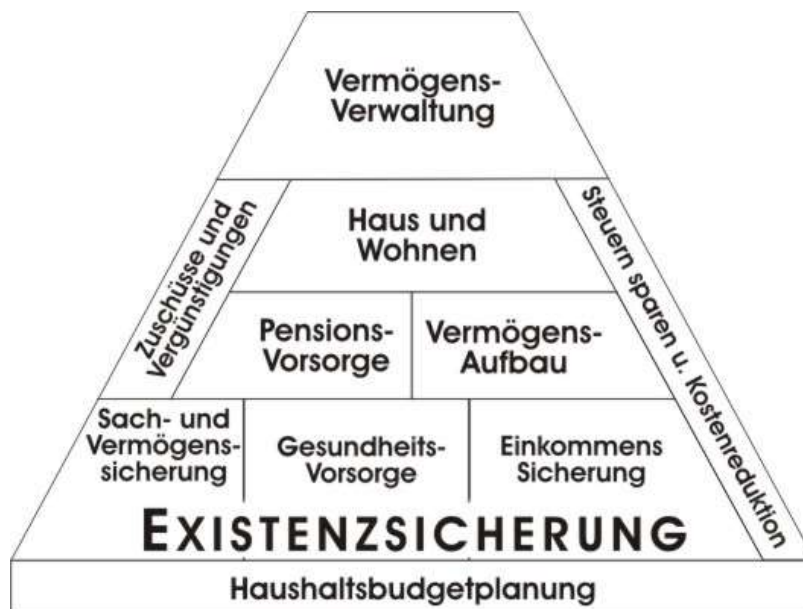 Vermögens-
Verwaltung
Zuschüsse und
Vergünstigungen
Haus und
Wohnen
Steuern sparen u. Kostenreduktion
Pensions-
Vorsorge
Vermögens-
Aufbau
Sach- und
Vermögens-
sicherung
Gesundheits-
Vorsorge
Einkommens
Sicherung
EXISTENZSICHERUNG
Haushaltsbudgetplanung